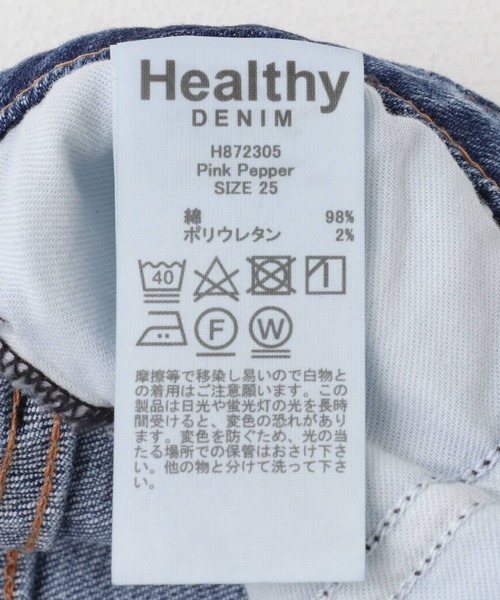 Healthy
DENIM
H872305
Pink Pepper
SIZE 25
綿 98%
ポリウレタン 2%
40
F W
摩擦等で移染し易いので白物と
の着用はご注意願います。この
製品は日光や蛍光灯の光を長時
間受けると、変色の恐れがあり
ます。変色を防ぐため、光の当
たる場所での保管はおさけ下さ
い。他の物と分けて洗って下さ
い。